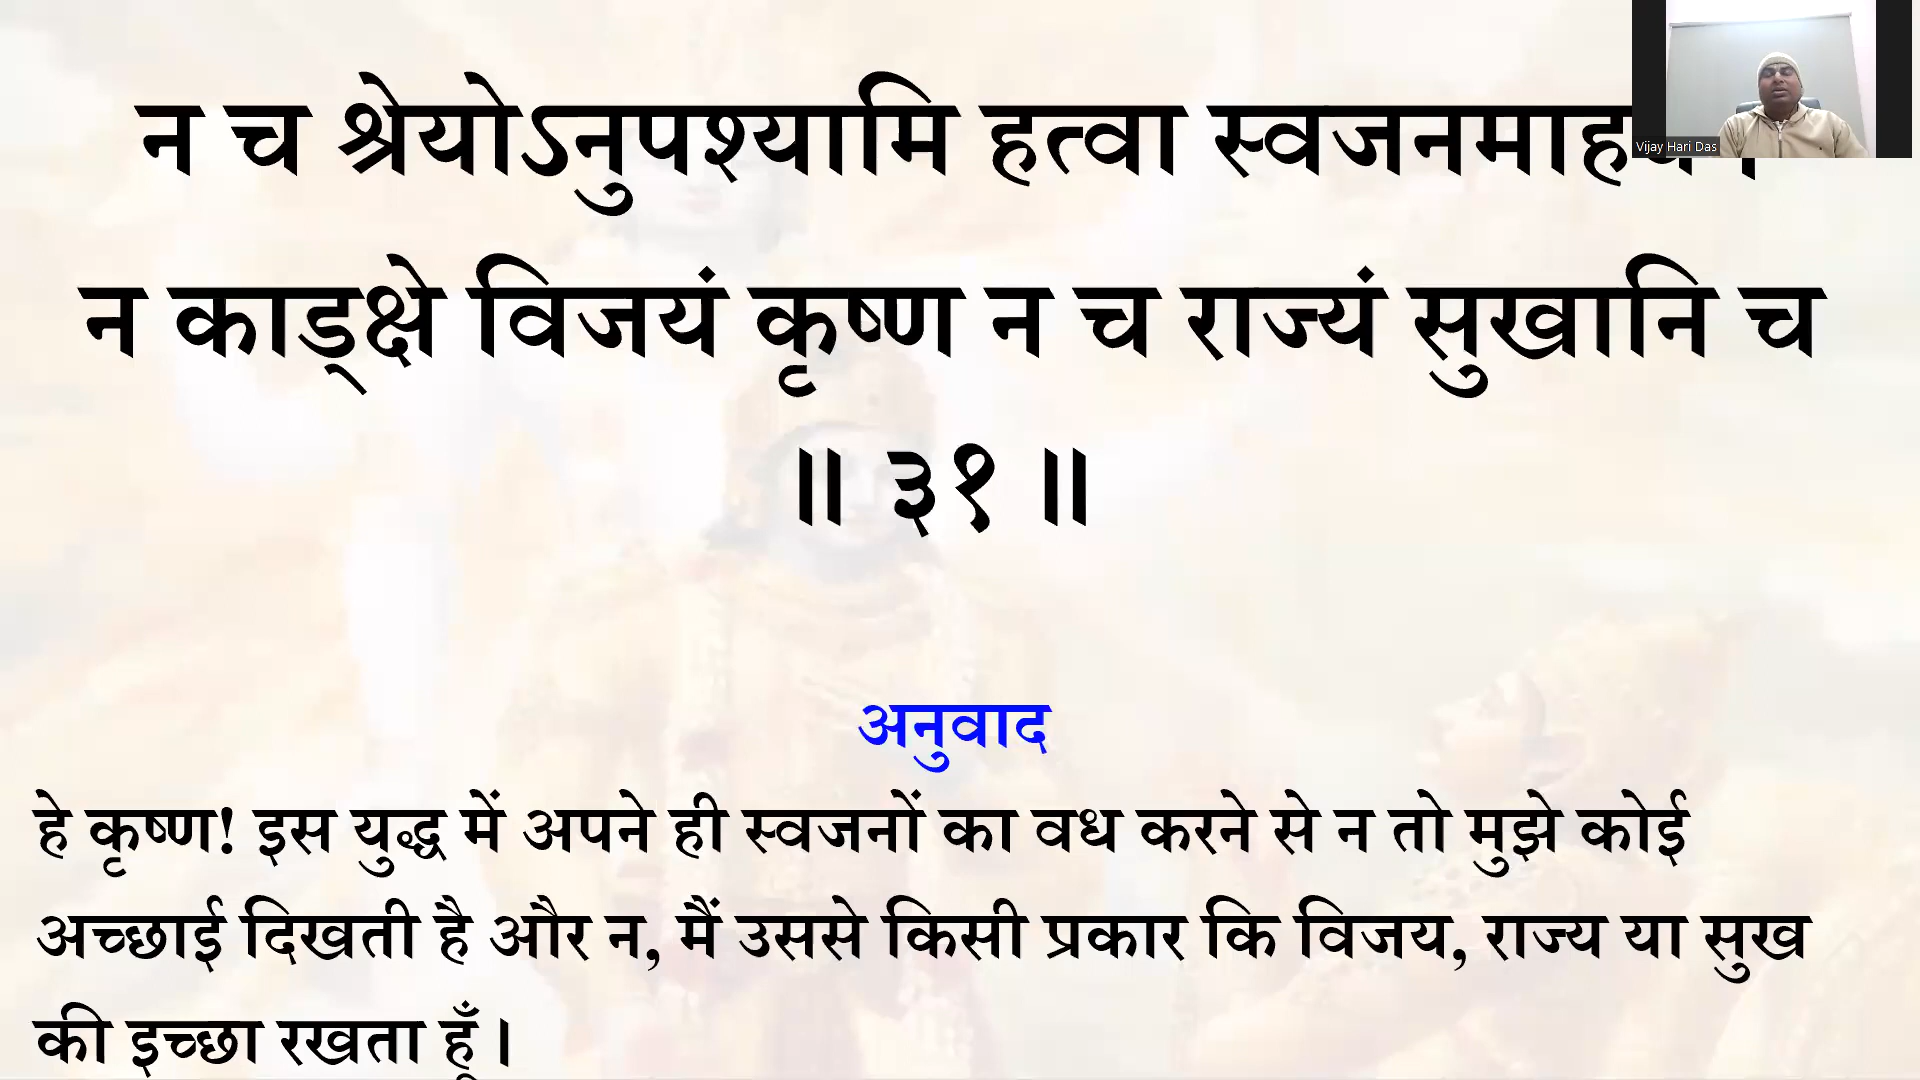 न च श्रेयोऽनुपश्यामि हत्वा
Vijay Hari Das
न काड्क्षे विजयं कृष्ण न च राज्यं सुखानि च
॥ ३१ ॥
अनुवाद
हे कृष्ण! इस युद्ध में अपने ही स्वजनों का वध करने से न तो मुझे कोई
अच्छाई दिखती है और न, मैं उससे किसी प्रकार कि विजय, राज्य या सुख
की इच्छा रखता हूँ।